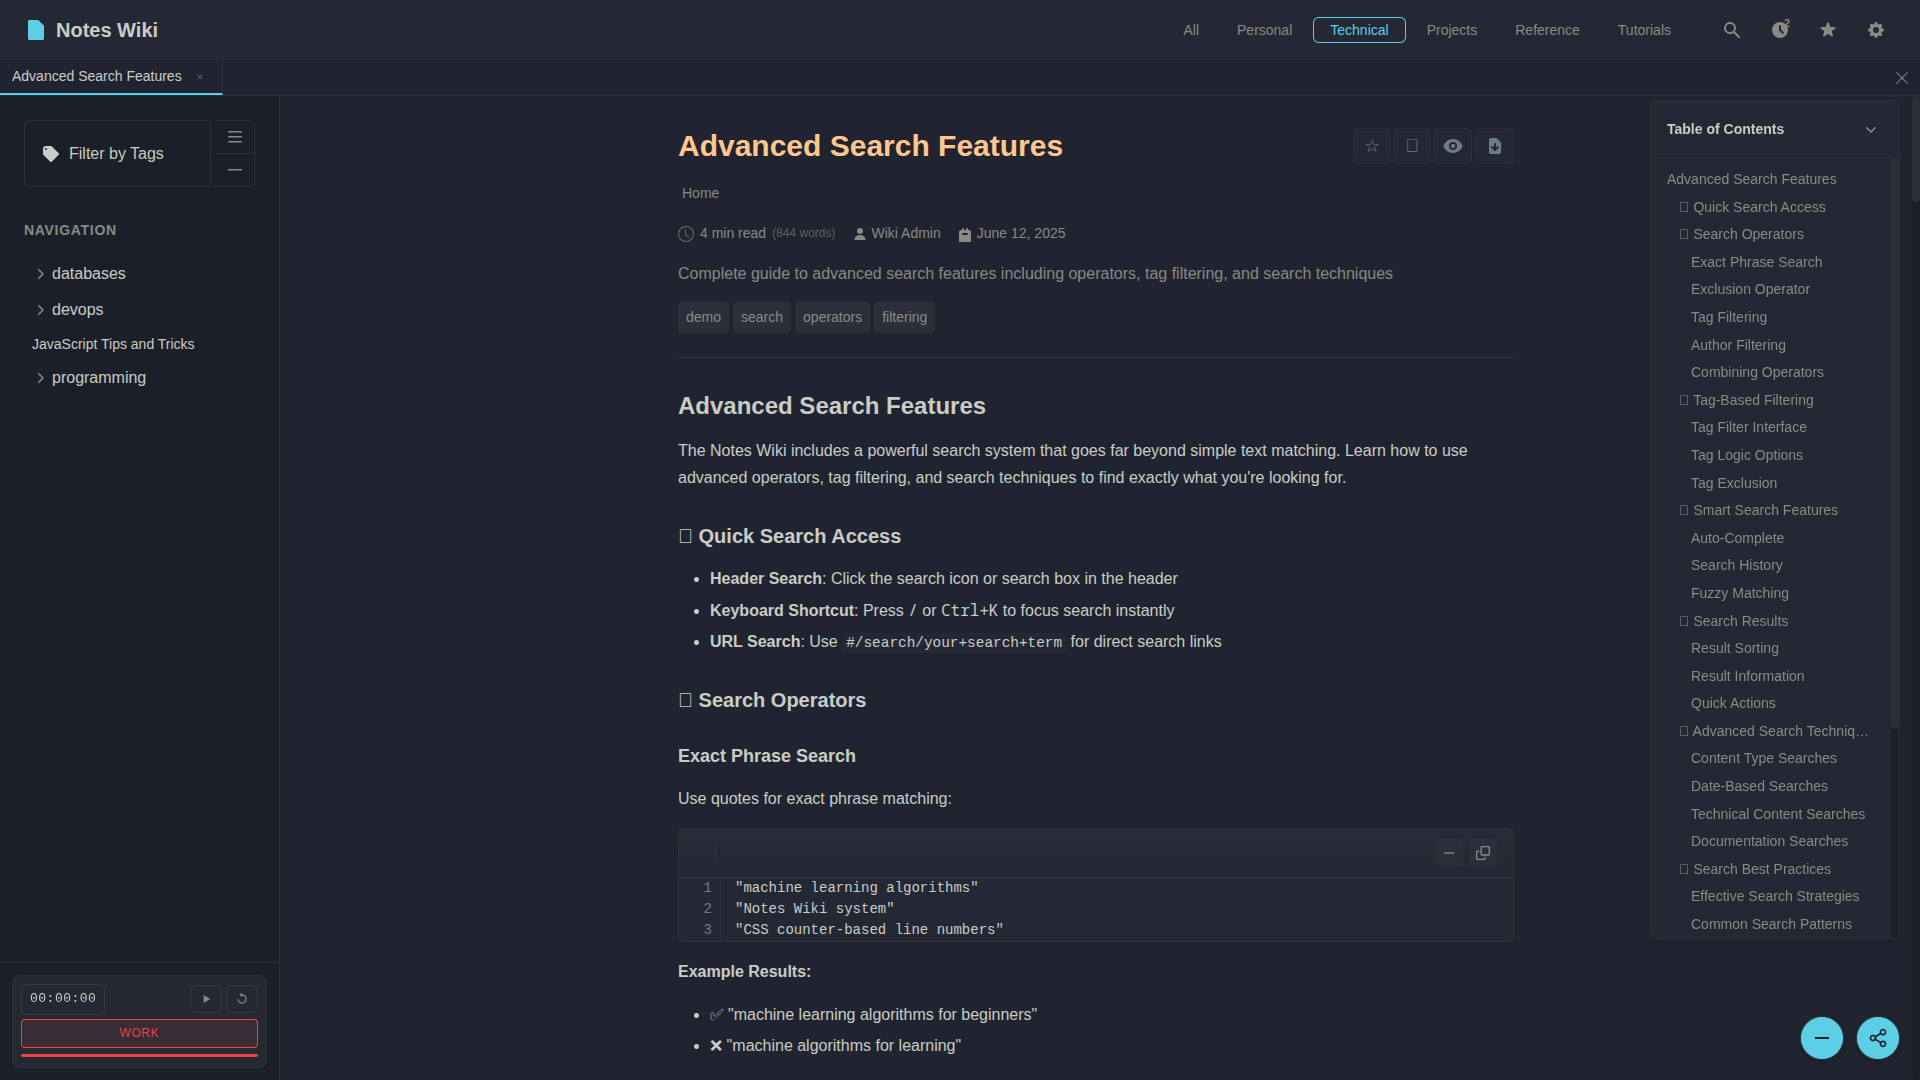 Notes Wiki
All Personal Technical Projects Reference Tutorials 2
Advanced Search Features ×
Filter by Tags
NAVIGATION
databases
devops
JavaScript Tips and Tricks
programming
00:00:00
WORK
Advanced Search Features
Home
4 min read (844 words) Wiki Admin June 12, 2025
Complete guide to advanced search features including operators, tag filtering, and search techniques
demo search operators filtering
Advanced Search Features
The Notes Wiki includes a powerful search system that goes far beyond simple text matching. Learn how to use
advanced operators, tag filtering, and search techniques to find exactly what you're looking for.
Quick Search Access
• Header Search: Click the search icon or search box in the header
• Keyboard Shortcut: Press / or Ctrl+K to focus search instantly
• URL Search: Use #/search/your+search+term for direct search links
Search Operators
Exact Phrase Search
Use quotes for exact phrase matching:
1 "machine learning algorithms"
2 "Notes Wiki system"
3 "CSS counter-based line numbers"
Example Results:
• ✅ "machine learning algorithms for beginners"
• ❌ "machine algorithms for learning"
Table of Contents
Advanced Search Features
Quick Search Access
Search Operators
Exact Phrase Search
Exclusion Operator
Tag Filtering
Author Filtering
Combining Operators
Tag-Based Filtering
Tag Filter Interface
Tag Logic Options
Tag Exclusion
Smart Search Features
Auto-Complete
Search History
Fuzzy Matching
Search Results
Result Sorting
Result Information
Quick Actions
Advanced Search Techniq…
Content Type Searches
Date-Based Searches
Technical Content Searches
Documentation Searches
Search Best Practices
Effective Search Strategies
Common Search Patterns